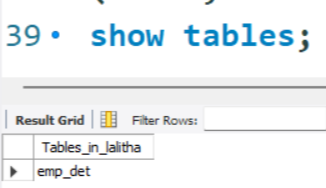 39 show tables;
Result Grid Filter Rows:
Tables_in_lalitha
emp_det